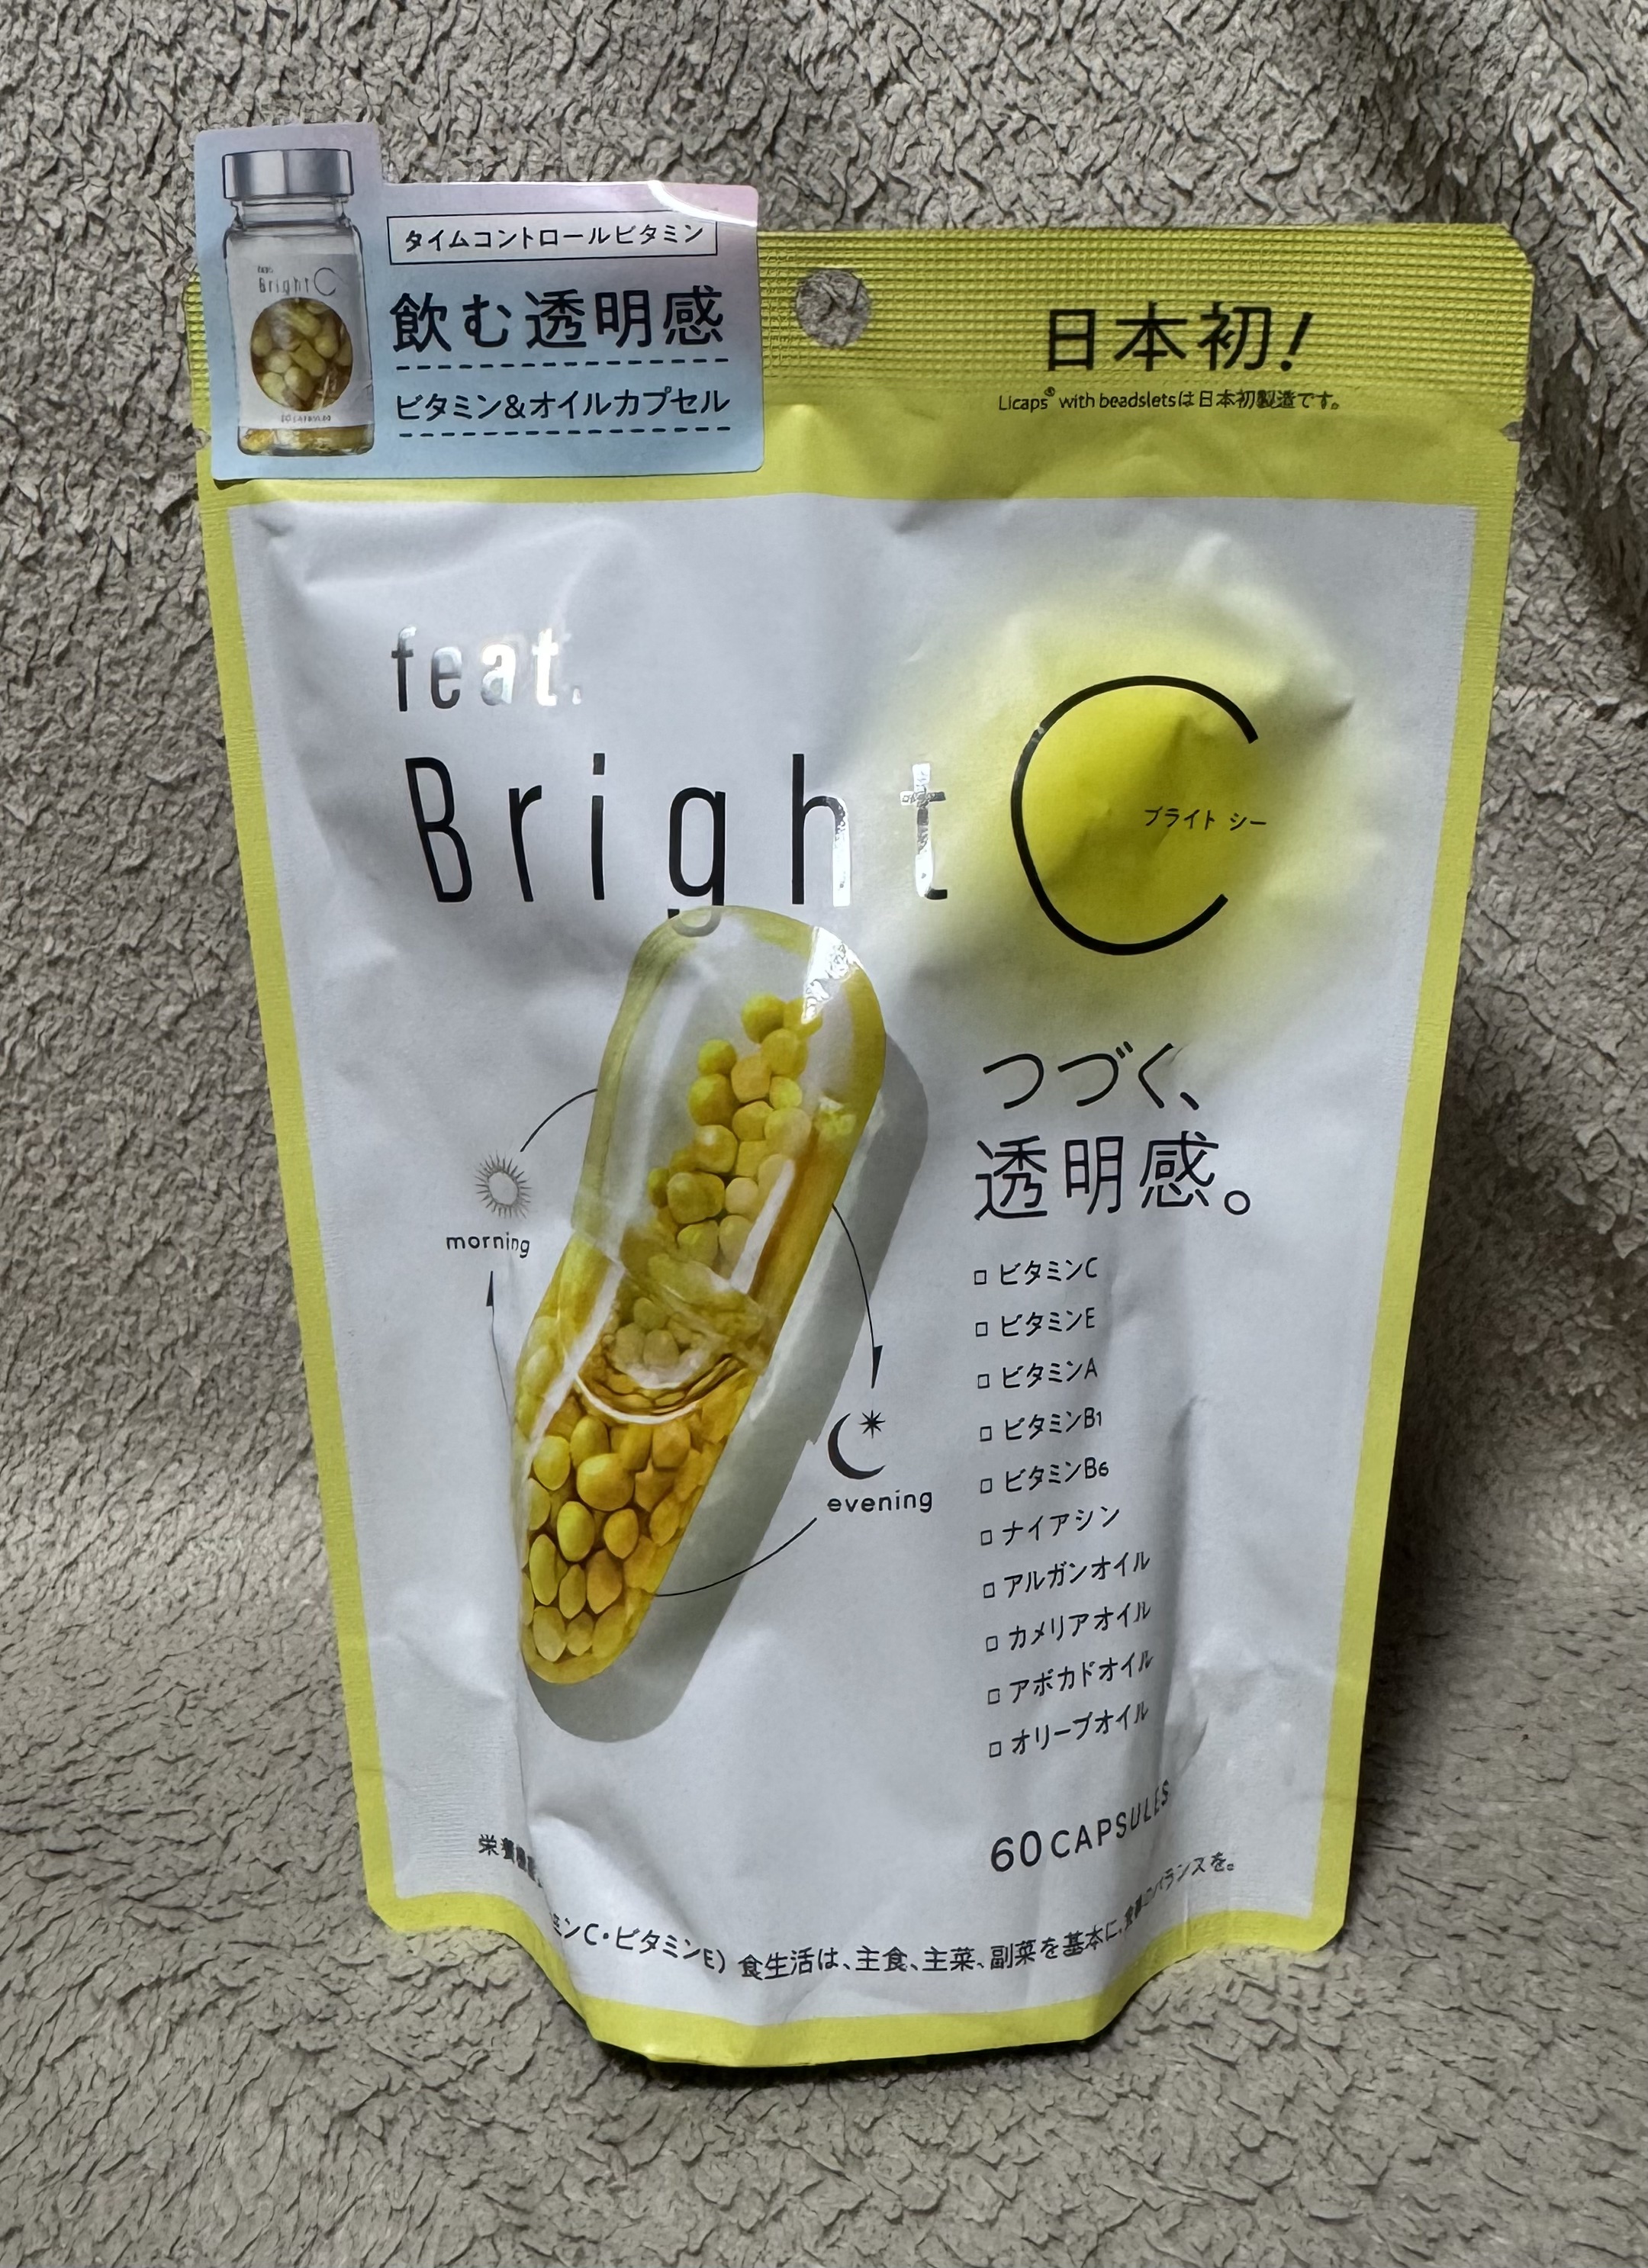 タイムコントロールビタミン
飲む透明感
ビタミン&オイルカプセル
Bright C
日本初!
Licaps® with beadsletsは日本初製造です。
feat.
Bright C
ブライト シー
つづく、
透明感。
morning
evening
□ ビタミンC
□ ビタミンE
□ ビタミンA
□ ビタミンB1
□ ビタミンB6
□ ナイアシン
□ アルガンオイル
□ カメリアオイル
□ アボカドオイル
□ オリーブオイル
60 CAPSULES
栄養 ンC・ビタミンE) 食生活は、主食、主菜、副菜を基本に、食事のバランスを。